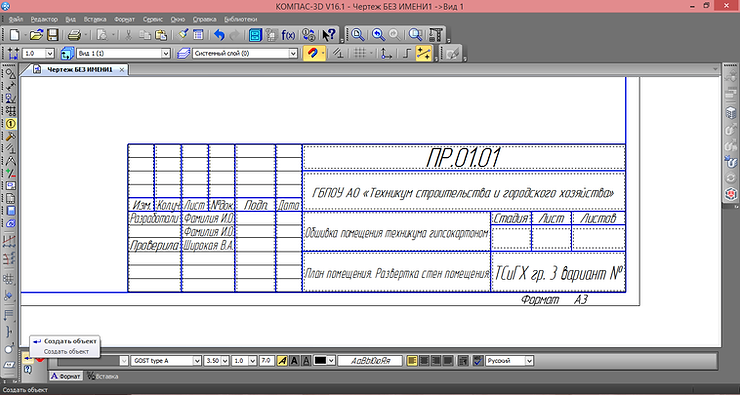 КОМПАС-3D V16.1 - Чертеж БЕЗ ИМЕНИ1 ->Вид 1
Файл Редактор Вид Вставка Формат Сервис Окно Справка Библиотеки
f(x)
1.0 Вид 1 (1) Системный слой (0)
Чертеж БЕЗ ИМЕНИ1
ПР.01.01
ГБПОУ АО «Техникум строительства и городского хозяйства»
Изм. Колуч Лист №док. Подп. Дата
Разработали Фамилия И.О.
Фамилия И.О.
Проверила Широкая В.А.
Обшивка помещения техникума гипсокартоном
Стадия Лист Листов
План помещения. Развертка стен помещения.
ТСиГХ гр. 3 вариант №
Формат А3
Создать объект
Создать объект
GOST type A 3.50 1.0 7.0 А А А АаВbБбЯя Русский
Формат Вставка
Создать объект